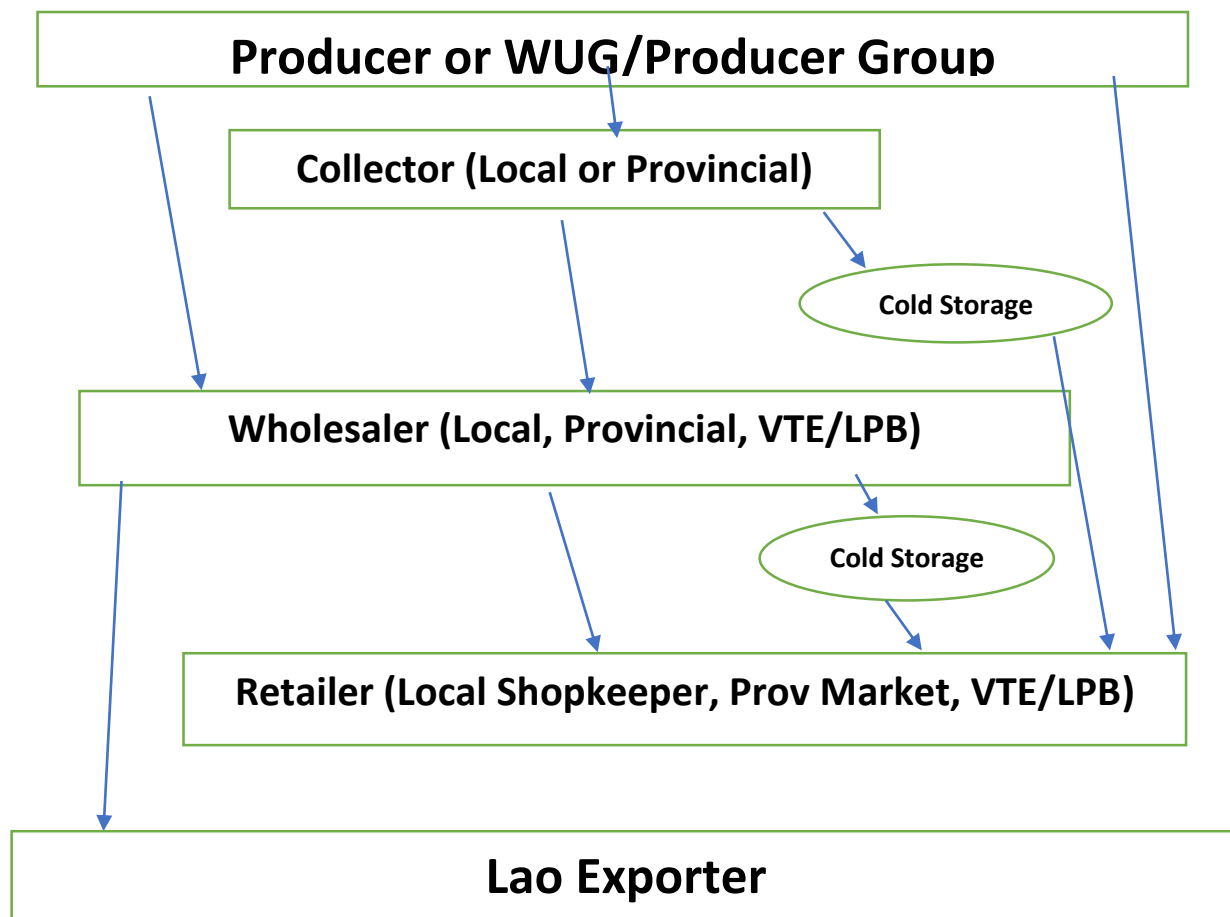 Producer or WUG/Producer Group
Collector (Local or Provincial)
Cold Storage
Wholesaler (Local, Provincial, VTE/LPB)
Cold Storage
Retailer (Local Shopkeeper, Prov Market, VTE/LPB)
Lao Exporter